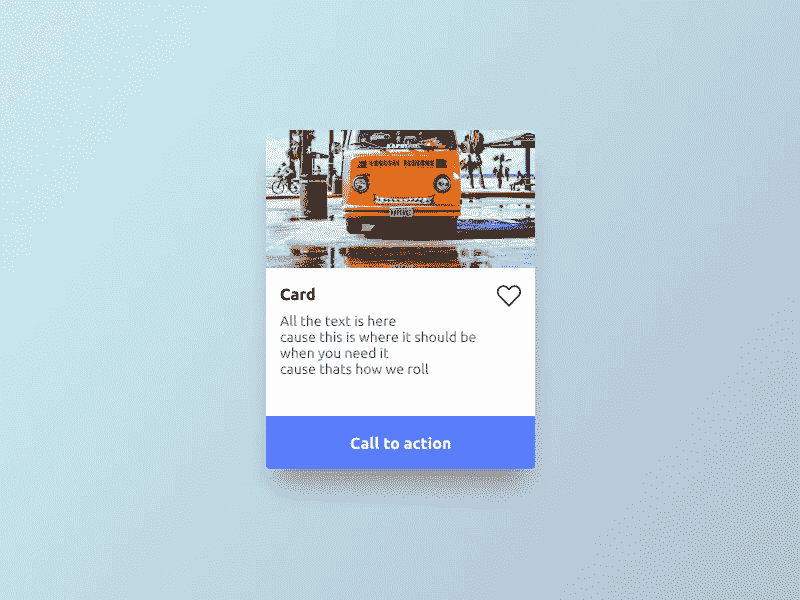 Card
All the text is here
cause this is where it should be
when you need it
cause thats how we roll
Call to action